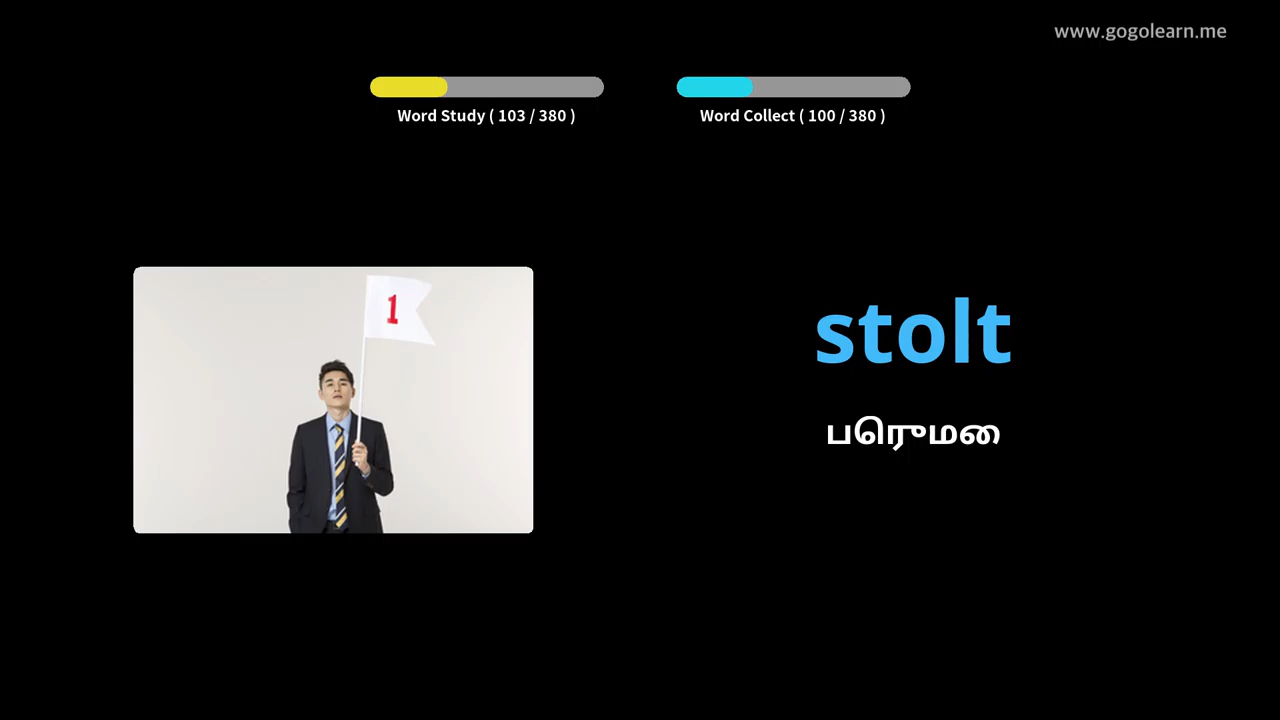 www.gogolearn.me
Word Study ( 103 / 380 )
Word Collect ( 100 / 380 )
1
stolt
பெருமை